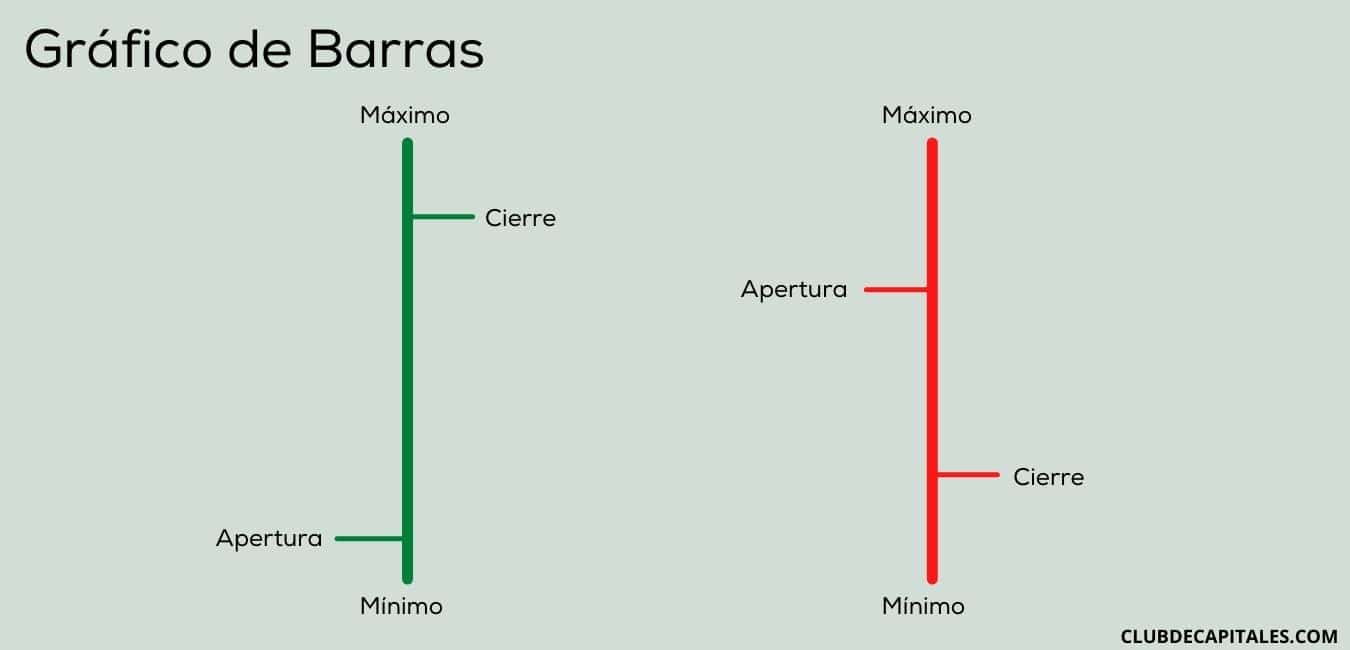 Gráfico de Barras
Máximo
Máximo
Cierre
Apertura
Cierre
Apertura
Mínimo
Mínimo
CLUBDECAPITALES.COM